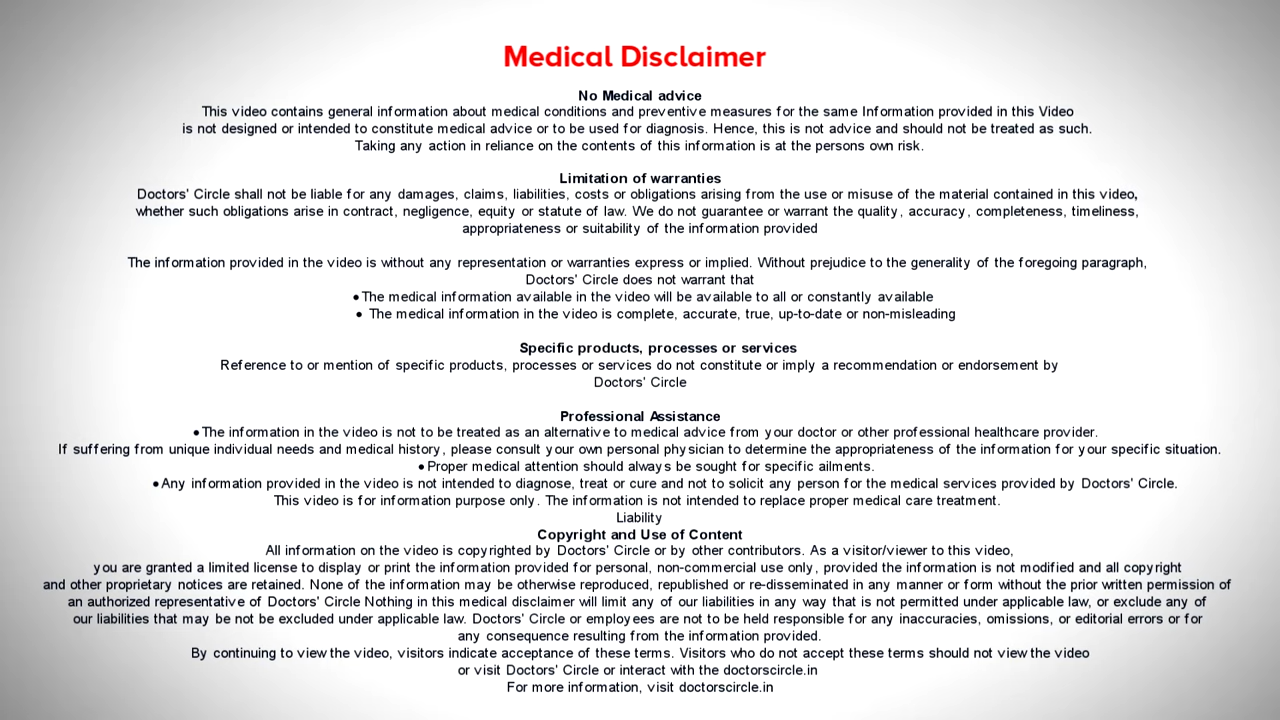 Medical Disclaimer
No Medical advice
This video contains general information about medical conditions and preventive measures for the same Information provided in this Video
is not designed or intended to constitute medical advice or to be used for diagnosis. Hence, this is not advice and should not be treated as such.
Taking any action in reliance on the contents of this information is at the persons own risk.
Limitation of warranties
Doctors' Circle shall not be liable for any damages, claims, liabilities, costs or obligations arising from the use or misuse of the material contained in this video,
whether such obligations arise in contract, negligence, equity or statute of law. We do not guarantee or warrant the quality, accuracy, completeness, timeliness,
appropriateness or suitability of the information provided
The information provided in the video is without any representation or warranties express or implied. Without prejudice to the generality of the foregoing paragraph,
Doctors' Circle does not warrant that
•The medical information available in the video will be available to all or constantly available
• The medical information in the video is complete, accurate, true, up-to-date or non-misleading
Specific products, processes or services
Reference to or mention of specific products, processes or services do not constitute or imply a recommendation or endorsement by
Doctors' Circle
Professional Assistance
•The information in the video is not to be treated as an alternative to medical advice from your doctor or other professional healthcare provider.
If suffering from unique individual needs and medical history, please consult your own personal physician to determine the appropriateness of the information for your specific situation.
•Proper medical attention should always be sought for specific ailments.
•Any information provided in the video is not intended to diagnose, treat or cure and not to solicit any person for the medical services provided by Doctors' Circle.
This video is for information purpose only. The information is not intended to replace proper medical care treatment.
Liability
Copyright and Use of Content
All information on the video is copyrighted by Doctors' Circle or by other contributors. As a visitor/viewer to this video,
you are granted a limited license to display or print the information provided for personal, non-commercial use only, provided the information is not modified and all copyright
and other proprietary notices are retained. None of the information may be otherwise reproduced, republished or re-disseminated in any manner or form without the prior written permission of
an authorized representative of Doctors' Circle Nothing in this medical disclaimer will limit any of our liabilities in any way that is not permitted under applicable law, or exclude any of
our liabilities that may be not be excluded under applicable law. Doctors' Circle or employees are not to be held responsible for any inaccuracies, omissions, or editorial errors or for
any consequence resulting from the information provided.
By continuing to view the video, visitors indicate acceptance of these terms. Visitors who do not accept these terms should not view the video
or visit Doctors' Circle or interact with the doctorscircle.in
For more information, visit doctorscircle.in